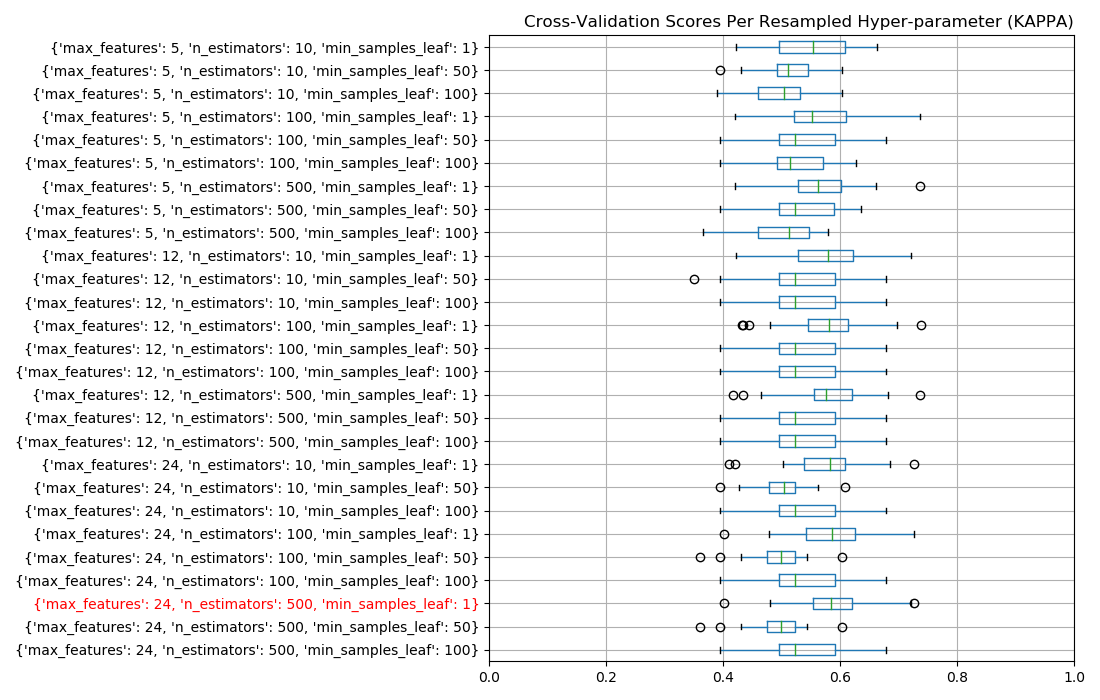 Cross-Validation Scores Per Resampled Hyper-parameter (KAPPA)
{'max_features': 5, 'n_estimators': 10, 'min_samples_leaf': 1}
{'max_features': 5, 'n_estimators': 10, 'min_samples_leaf': 50}
{'max_features': 5, 'n_estimators': 10, 'min_samples_leaf': 100}
{'max_features': 5, 'n_estimators': 100, 'min_samples_leaf': 1}
{'max_features': 5, 'n_estimators': 100, 'min_samples_leaf': 50}
{'max_features': 5, 'n_estimators': 100, 'min_samples_leaf': 100}
{'max_features': 5, 'n_estimators': 500, 'min_samples_leaf': 1}
{'max_features': 5, 'n_estimators': 500, 'min_samples_leaf': 50}
{'max_features': 5, 'n_estimators': 500, 'min_samples_leaf': 100}
{'max_features': 12, 'n_estimators': 10, 'min_samples_leaf': 1}
{'max_features': 12, 'n_estimators': 10, 'min_samples_leaf': 50}
{'max_features': 12, 'n_estimators': 10, 'min_samples_leaf': 100}
{'max_features': 12, 'n_estimators': 100, 'min_samples_leaf': 1}
{'max_features': 12, 'n_estimators': 100, 'min_samples_leaf': 50}
{'max_features': 12, 'n_estimators': 100, 'min_samples_leaf': 100}
{'max_features': 12, 'n_estimators': 500, 'min_samples_leaf': 1}
{'max_features': 12, 'n_estimators': 500, 'min_samples_leaf': 50}
{'max_features': 12, 'n_estimators': 500, 'min_samples_leaf': 100}
{'max_features': 24, 'n_estimators': 10, 'min_samples_leaf': 1}
{'max_features': 24, 'n_estimators': 10, 'min_samples_leaf': 50}
{'max_features': 24, 'n_estimators': 10, 'min_samples_leaf': 100}
{'max_features': 24, 'n_estimators': 100, 'min_samples_leaf': 1}
{'max_features': 24, 'n_estimators': 100, 'min_samples_leaf': 50}
{'max_features': 24, 'n_estimators': 100, 'min_samples_leaf': 100}
{'max_features': 24, 'n_estimators': 500, 'min_samples_leaf': 1}
{'max_features': 24, 'n_estimators': 500, 'min_samples_leaf': 50}
{'max_features': 24, 'n_estimators': 500, 'min_samples_leaf': 100}
0.0 0.2 0.4 0.6 0.8 1.0